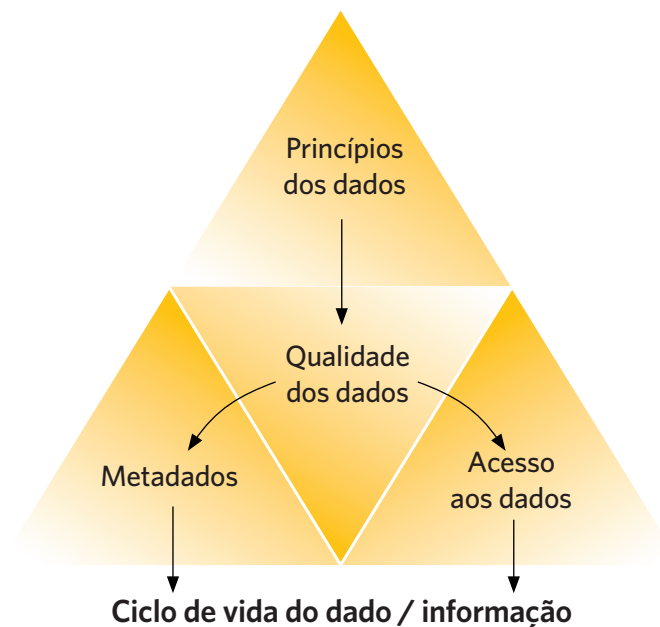 Princípios
dos dados
Qualidade
dos dados
Metadados
Acesso
aos dados
Ciclo de vida do dado / informação